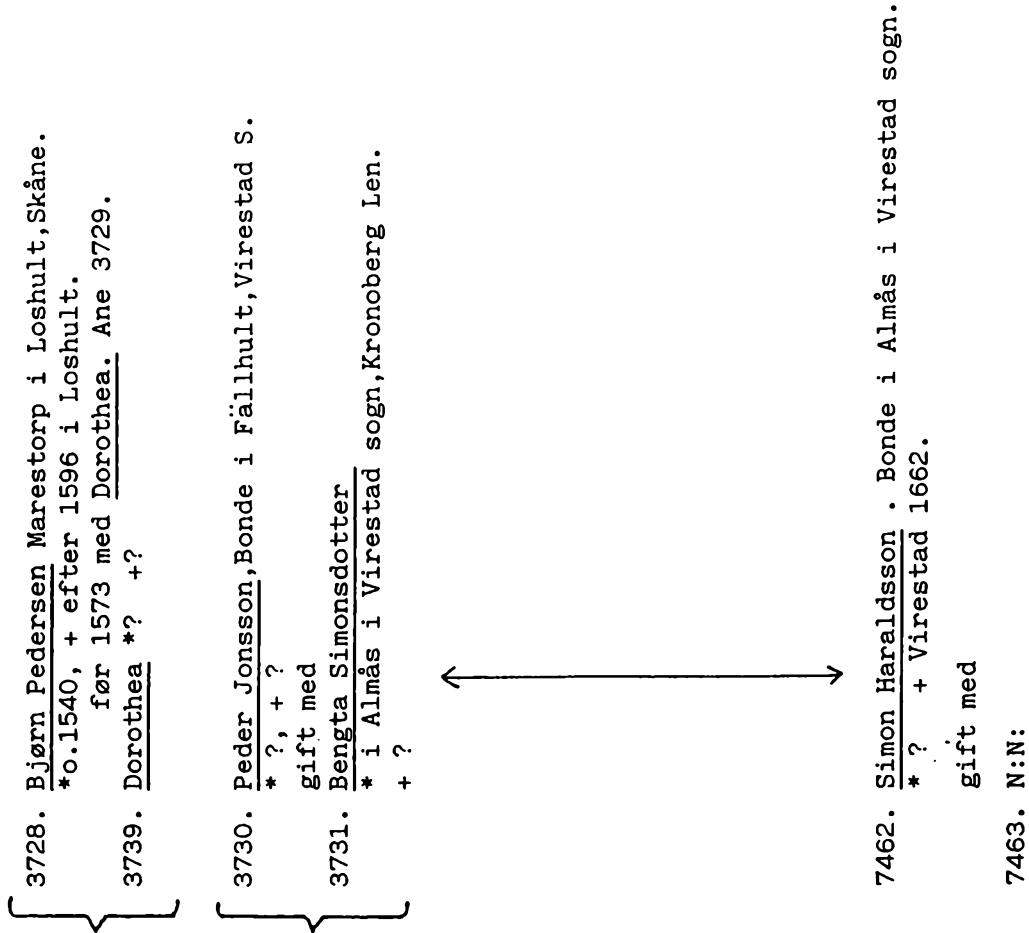 3728. Bjørn Pedersen Marestorp i Loshult,Skåne.
*o.1540, + efter 1596 i Loshult.
før 1573 med Dorothea. Ane 3729.
3739. Dorothea *? +?
3730. Peder Jonsson,Bonde i Fällhult,Virestad S.
* ?, + ?
gift med
3731. Bengta Simonsdotter
* i Almås i Virestad sogn,Kronoberg Len.
+ ?
7462. Simon Haraldsson . Bonde i Almås i Virestad sogn.
* ? + Virestad 1662.
gift med
7463. N:N: